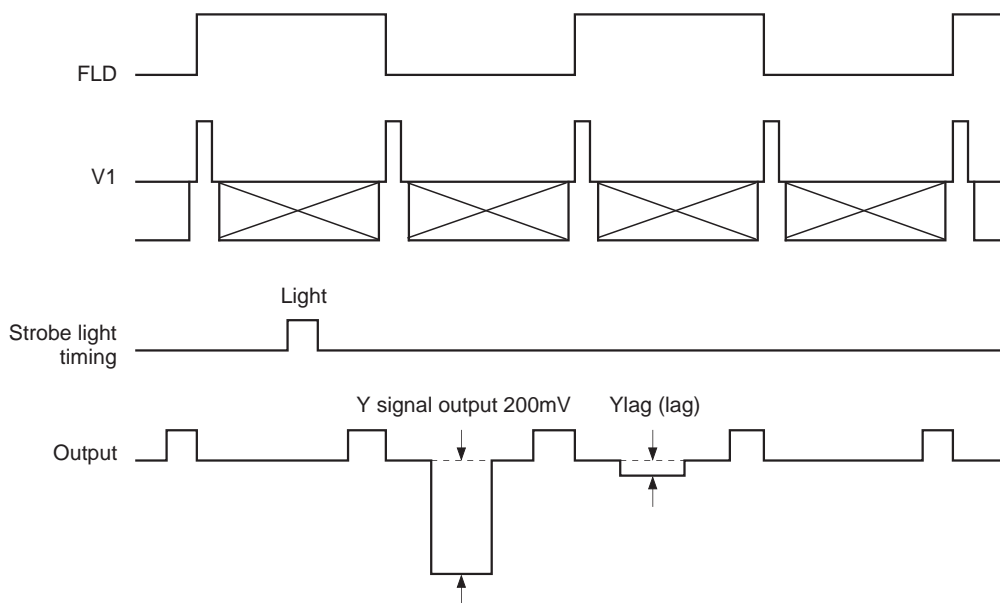 FLD
V1
Light
Strobe light
timing
Y signal output 200mV
Ylag (lag)
Output